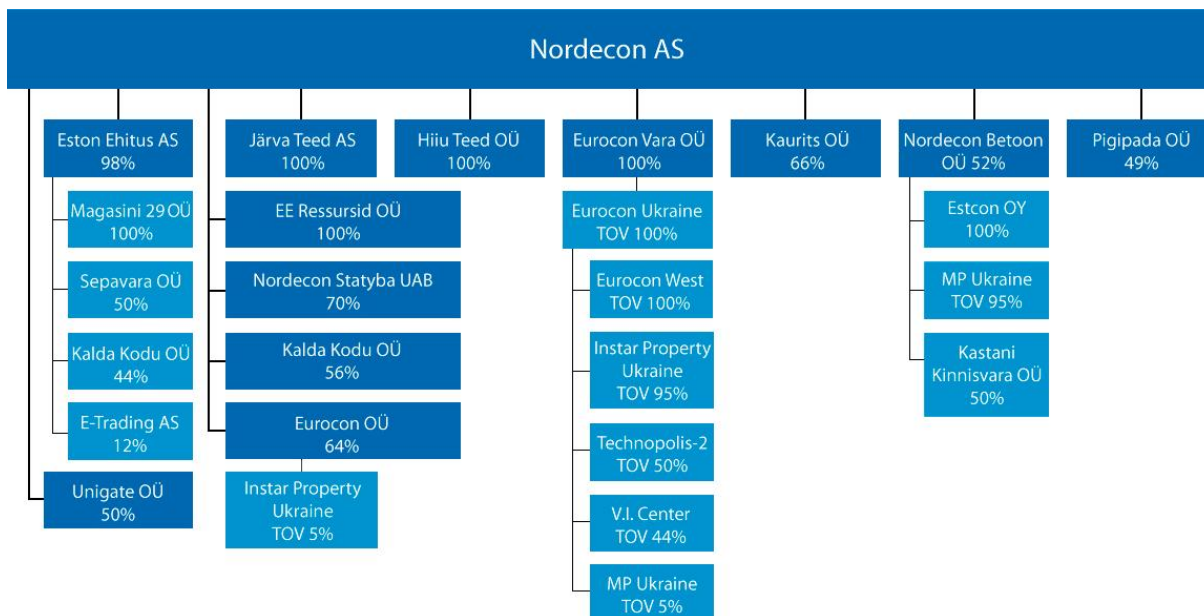 Nordecon AS
Eston Ehitus AS
98%
Magasini 29 OÜ
100%
Sepavara OÜ
50%
Kalda Kodu OÜ
44%
E-Trading AS
12%
Unigate OÜ
50%
Järva Teed AS
100%
EE Ressursid OÜ
100%
Nordecon Statyba UAB
70%
Kalda Kodu OÜ
56%
Eurocon OÜ
64%
Instar Property
Ukraine
TOV 5%
Hiiu Teed OÜ
100%
Eurocon Vara OÜ
100%
Eurocon Ukraine
TOV 100%
Eurocon West
TOV 100%
Instar Property
Ukraine
TOV 95%
Technopolis-2
TOV 50%
V.I. Center
TOV 44%
MP Ukraine
TOV 5%
Kaurits OÜ
66%
Nordecon Betoon
OÜ 52%
Estcon OY
100%
MP Ukraine
TOV 95%
Kastani
Kinnisvara OÜ
50%
Pigipada OÜ
49%